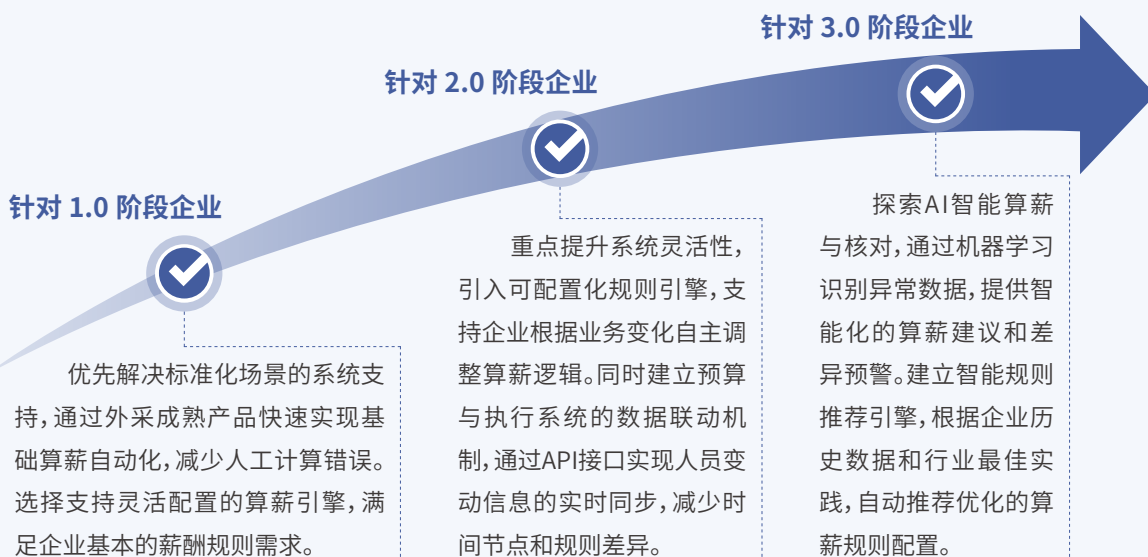 针对 1.0 阶段企业
优先解决标准化场景的系统支
持，通过外采成熟产品快速实现基
础算薪自动化，减少人工计算错误。
选择支持灵活配置的算薪引擎，满
足企业基本的薪酬规则需求。
针对 2.0 阶段企业
重点提升系统灵活性，
引入可配置化规则引擎，支
持企业根据业务变化自主调
整算薪逻辑。同时建立预算
与执行系统的数据联动机
制，通过API接口实现人员变
动信息的实时同步，减少时
间节点和规则差异。
针对 3.0 阶段企业
探索AI智能算薪
与核对，通过机器学习
识别异常数据，提供智
能化的算薪建议和差
异预警。建立智能规则
推荐引擎，根据企业历
史数据和行业最佳实
践，自动推荐优化的算
薪规则配置。